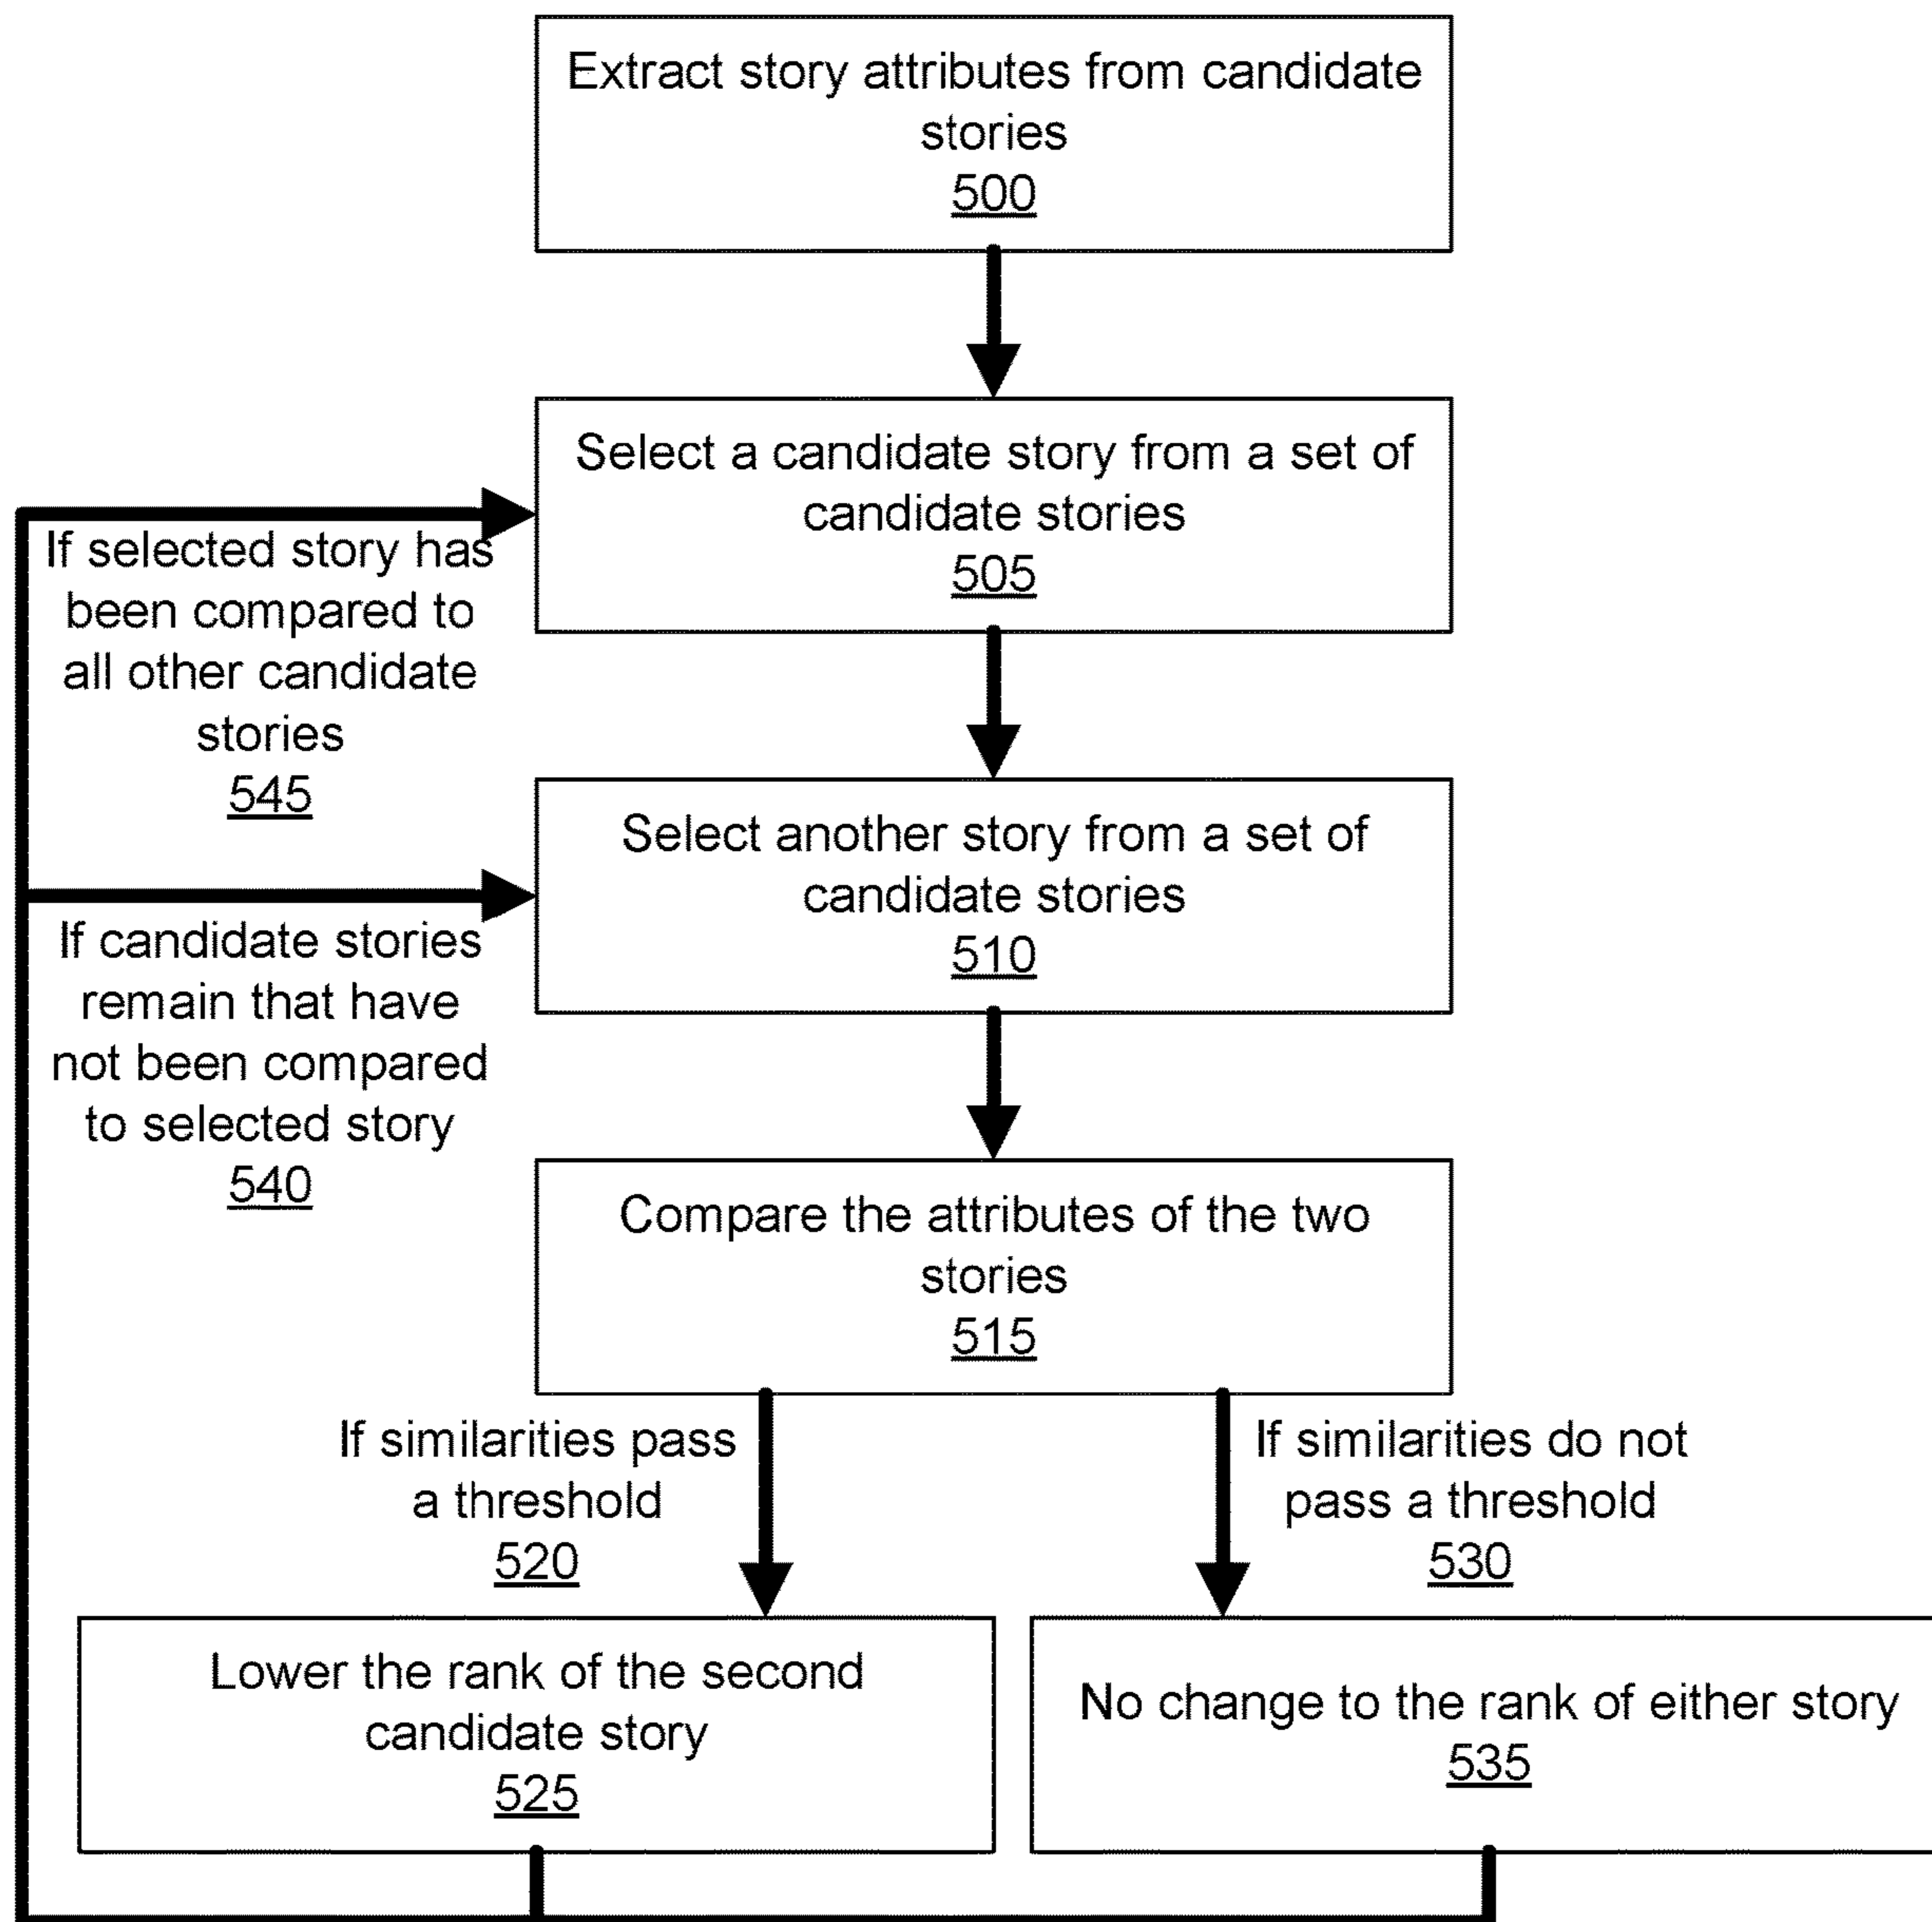 Extract story attributes from candidate
stories
500
Select a candidate story from a set of
candidate stories
505
If selected story has
been compared to
all other candidate
stories
545
Select another story from a set of
candidate stories
510
If candidate stories
remain that have
not been compared
to selected story
540
Compare the attributes of the two
stories
515
If similarities pass
a threshold
520
If similarities do not
pass a threshold
530
Lower the rank of the second
candidate story
525
No change to the rank of either story
535